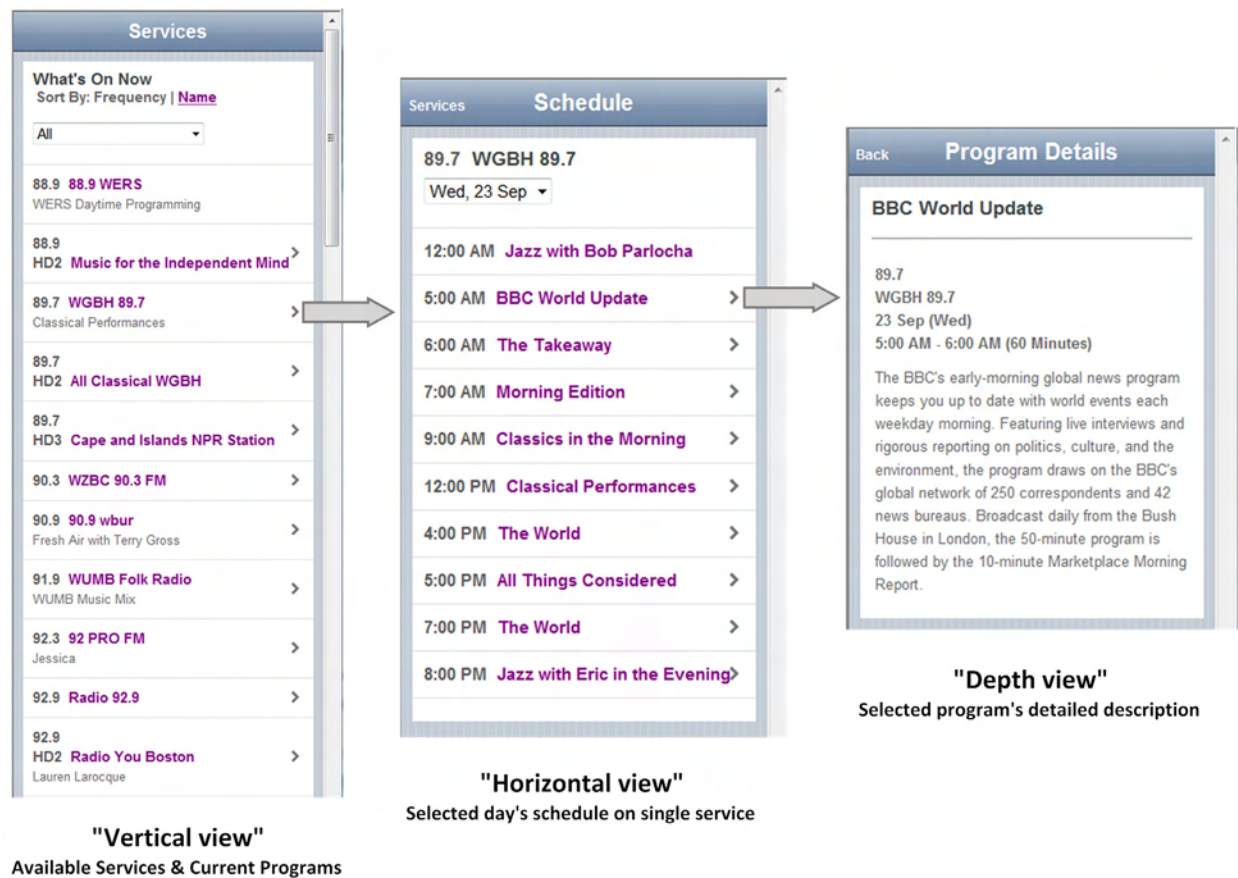 Services
What's On Now
Sort By: Frequency | Name
All
88.9 88.9 WERS
WERS Daytime Programming
88.9
HD2 Music for the Independent Mind
89.7 WGBH 89.7
Classical Performances
89.7
HD2 All Classical WGBH
89.7
HD3 Cape and Islands NPR Station
90.3 WZBC 90.3 FM
90.9 90.9 wbur
Fresh Air with Terry Gross
91.9 WUMB Folk Radio
WUMB Music Mix
92.3 92 PRO FM
Jessica
92.9 Radio 92.9
92.9
HD2 Radio You Boston
Lauren Larocque
"Vertical view"
Available Services & Current Programs
Services Schedule
89.7 WGBH 89.7
Wed, 23 Sep
12:00 AM Jazz with Bob Parlocha
5:00 AM BBC World Update
6:00 AM The Takeaway
7:00 AM Morning Edition
9:00 AM Classics in the Morning
12:00 PM Classical Performances
4:00 PM The World
5:00 PM All Things Considered
7:00 PM The World
8:00 PM Jazz with Eric in the Evening
"Horizontal view"
Selected day's schedule on single service
Back Program Details
BBC World Update
89.7
WGBH 89.7
23 Sep (Wed)
5:00 AM - 6:00 AM (60 Minutes)
The BBC's early-morning global news program
keeps you up to date with world events each
weekday morning. Featuring live interviews and
rigorous reporting on politics, culture, and the
environment, the program draws on the BBC's
global network of 250 correspondents and 42
news bureaus. Broadcast daily from the Bush
House in London, the 50-minute program is
followed by the 10-minute Marketplace Morning
Report.
"Depth view"
Selected program's detailed description